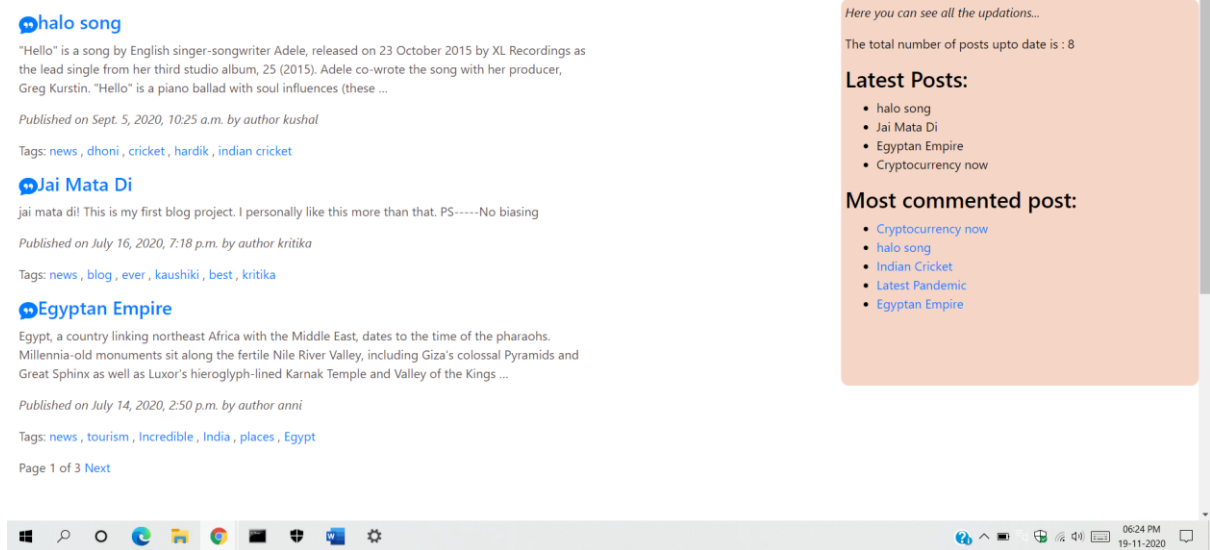 halo song
"Hello" is a song by English singer-songwriter Adele, released on 23 October 2015 by XL Recordings as
the lead single from her third studio album, 25 (2015). Adele co-wrote the song with her producer,
Greg Kurstin. "Hello" is a piano ballad with soul influences (these ...
Published on Sept. 5, 2020, 10:25 a.m. by author kushal
Tags: news , dhoni , cricket , hardik , indian cricket
Jai Mata Di
jai mata di! This is my first blog project. I personally like this more than that. PS-----No biasing
Published on July 16, 2020, 7:18 p.m. by author kritika
Tags: news , blog , ever , kaushiki , best , kritika
Egyptan Empire
Egypt, a country linking northeast Africa with the Middle East, dates to the time of the pharaohs.
Millennia-old monuments sit along the fertile Nile River Valley, including Giza's colossal Pyramids and
Great Sphinx as well as Luxor's hieroglyph-lined Karnak Temple and Valley of the Kings ...
Published on July 14, 2020, 2:50 p.m. by author anni
Tags: news , tourism , Incredible , India , places , Egypt
Page 1 of 3 Next
Here you can see all the updations...
The total number of posts upto date is : 8
Latest Posts:
halo song
Jai Mata Di
Egyptan Empire
Cryptocurrency now
Most commented post:
Cryptocurrency now
halo song
Indian Cricket
Latest Pandemic
Egyptan Empire
06:24 PM
19-11-2020